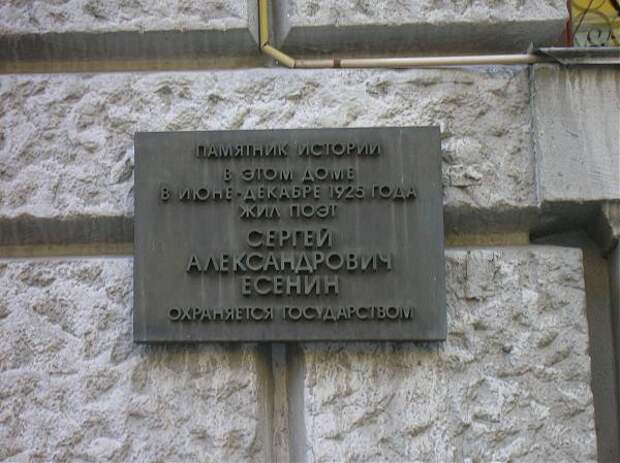 ПАМЯТНИК ИСТОРИИ
В ЭТОМ ДОМЕ
В ИЮНЕ-ДЕКАБРЕ 1925 ГОДА
ЖИЛ ПОЭТ
СЕРГЕЙ
АЛЕКСАНДРОВИЧ
ЕСЕНИН
ОХРАНЯЕТСЯ ГОСУДАРСТВОМ